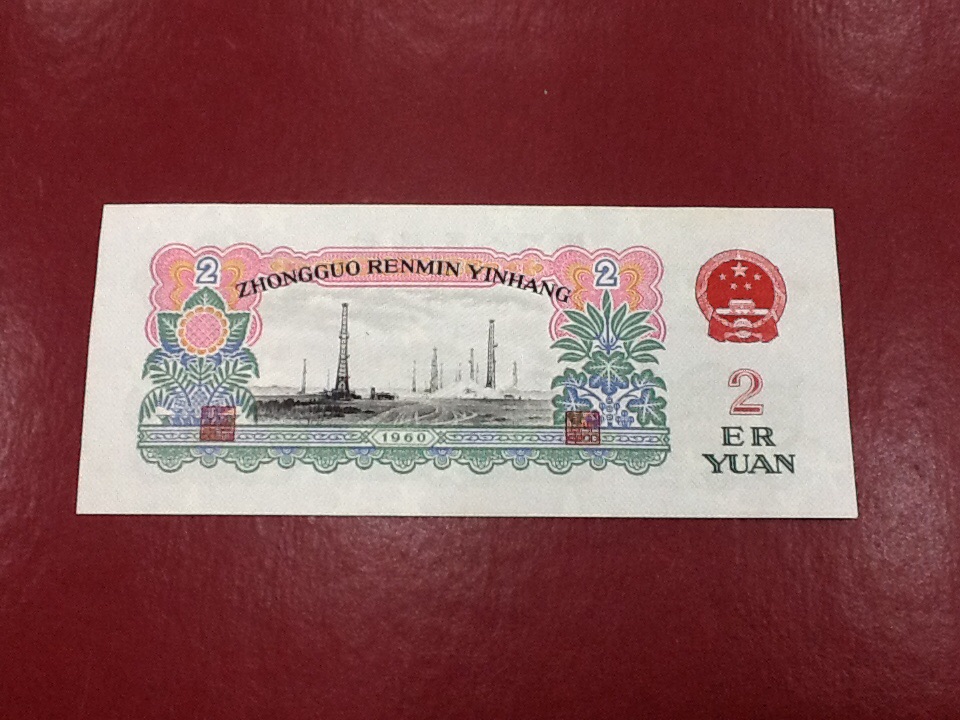 2
2
ZHONGGUO RENMIN YINHANG
1960
2
ER
YUAN